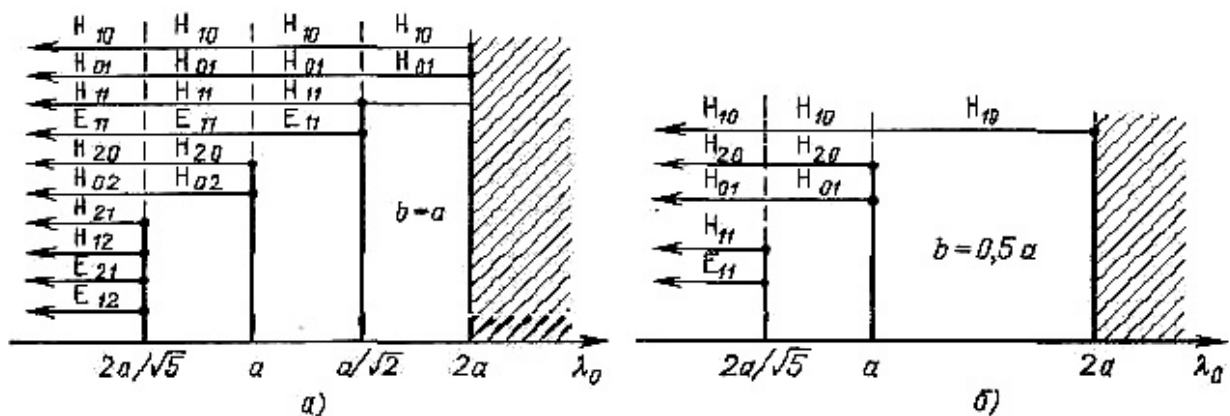 H₁₀ H₁₀ H₁₀ H₁₀
H₀₁ H₀₁ H₀₁ H₀₁
H₁₁ H₁₁ H₁₁
E₁₁ E₁₁ E₁₁
H₂₀ H₂₀
H₀₂ H₀₂
H₂₁
H₁₂
E₂₁
E₁₂
b=a
2a/√5 a a/√2 2a λ₀
а)
H₁₀ H₁₀ H₁₀
H₂₀ H₂₀
H₀₁ H₀₁
H₁₁
E₁₁
b=0,5a
2a/√5 a 2a λ₀
б)